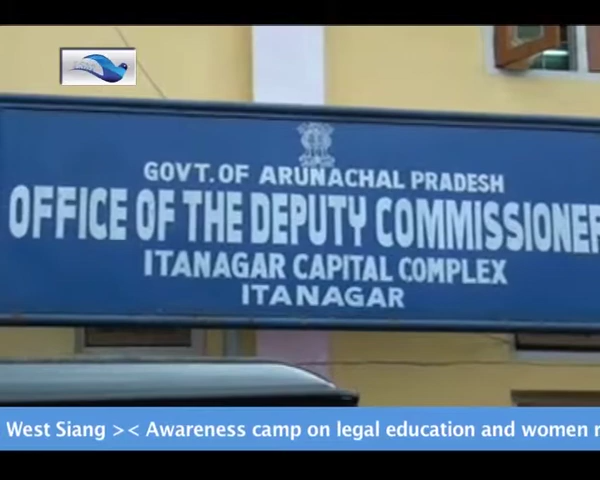 GOVT. OF ARUNACHAL PRADESH
OFFICE OF THE DEPUTY COMMISSIONER
ITANAGAR CAPITAL COMPLEX
ITANAGAR
West Siang >< Awareness camp on legal education and women